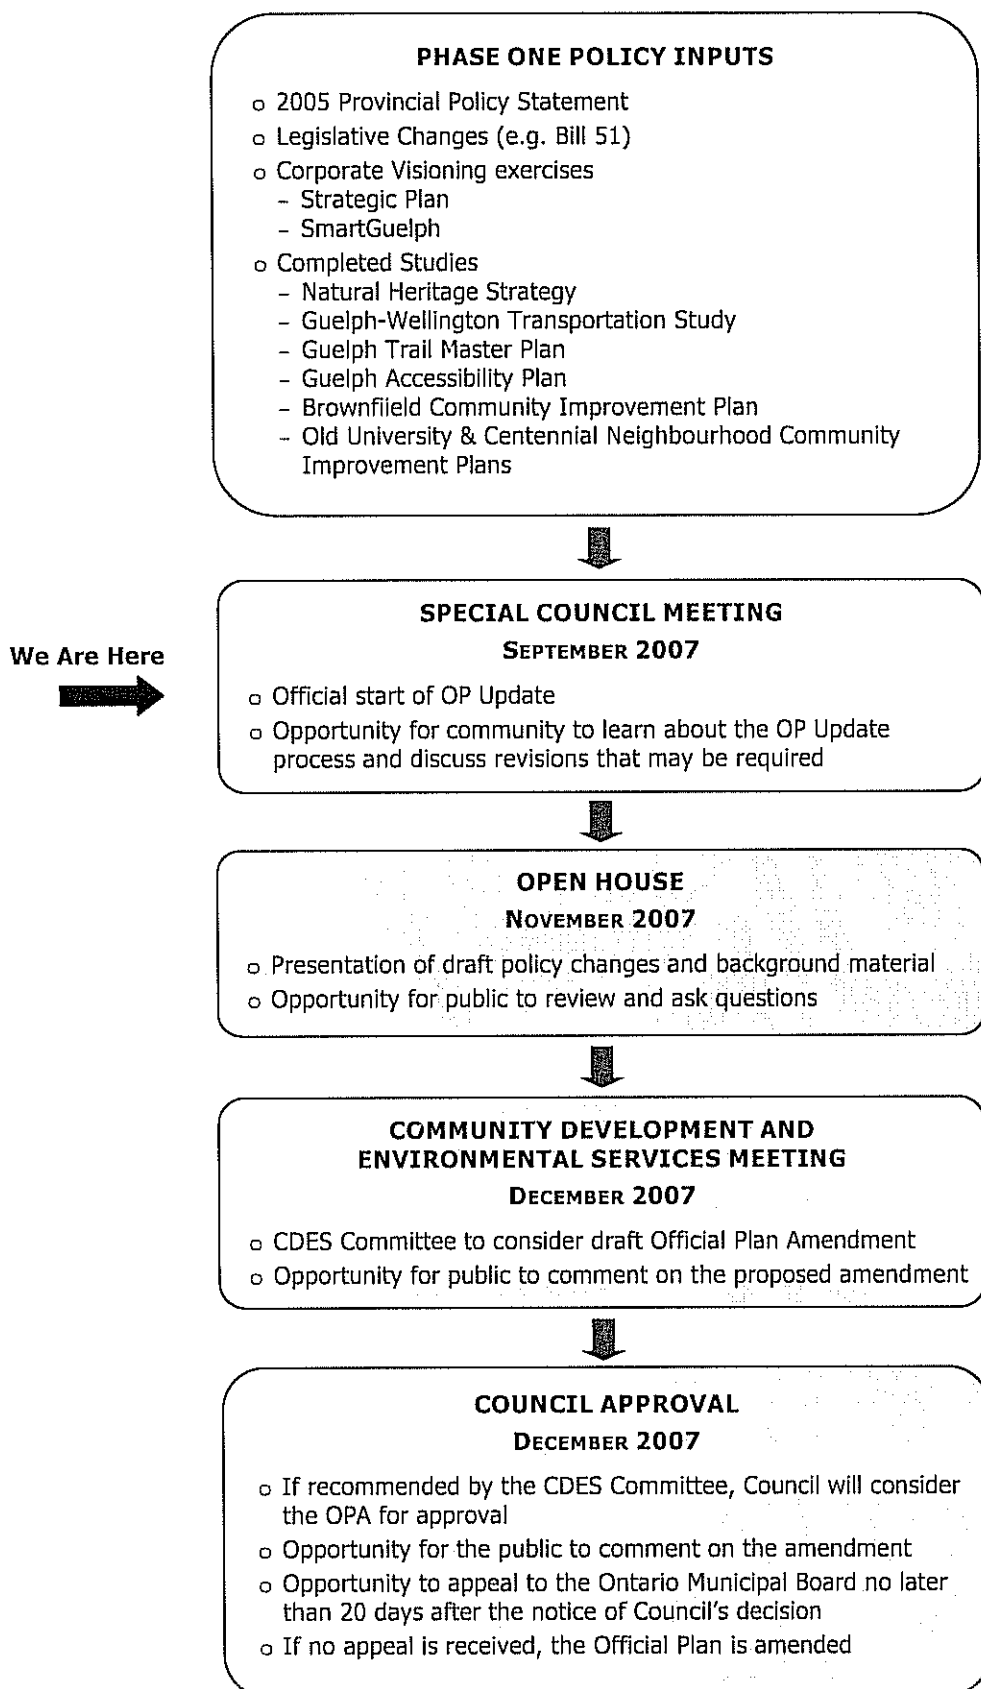 PHASE ONE POLICY INPUTS
o 2005 Provincial Policy Statement
o Legislative Changes (e.g. Bill 51)
o Corporate Visioning exercises
– Strategic Plan
– SmartGuelph
o Completed Studies
– Natural Heritage Strategy
– Guelph-Wellington Transportation Study
– Guelph Trail Master Plan
– Guelph Accessibility Plan
– Brownfiield Community Improvement Plan
– Old University & Centennial Neighbourhood Community
Improvement Plans
We Are Here
SPECIAL COUNCIL MEETING
SEPTEMBER 2007
o Official start of OP Update
o Opportunity for community to learn about the OP Update
process and discuss revisions that may be required
OPEN HOUSE
NOVEMBER 2007
o Presentation of draft policy changes and background material
o Opportunity for public to review and ask questions
COMMUNITY DEVELOPMENT AND
ENVIRONMENTAL SERVICES MEETING
DECEMBER 2007
o CDES Committee to consider draft Official Plan Amendment
o Opportunity for public to comment on the proposed amendment
COUNCIL APPROVAL
DECEMBER 2007
o If recommended by the CDES Committee, Council will consider
the OPA for approval
o Opportunity for the public to comment on the amendment
o Opportunity to appeal to the Ontario Municipal Board no later
than 20 days after the notice of Council's decision
o If no appeal is received, the Official Plan is amended